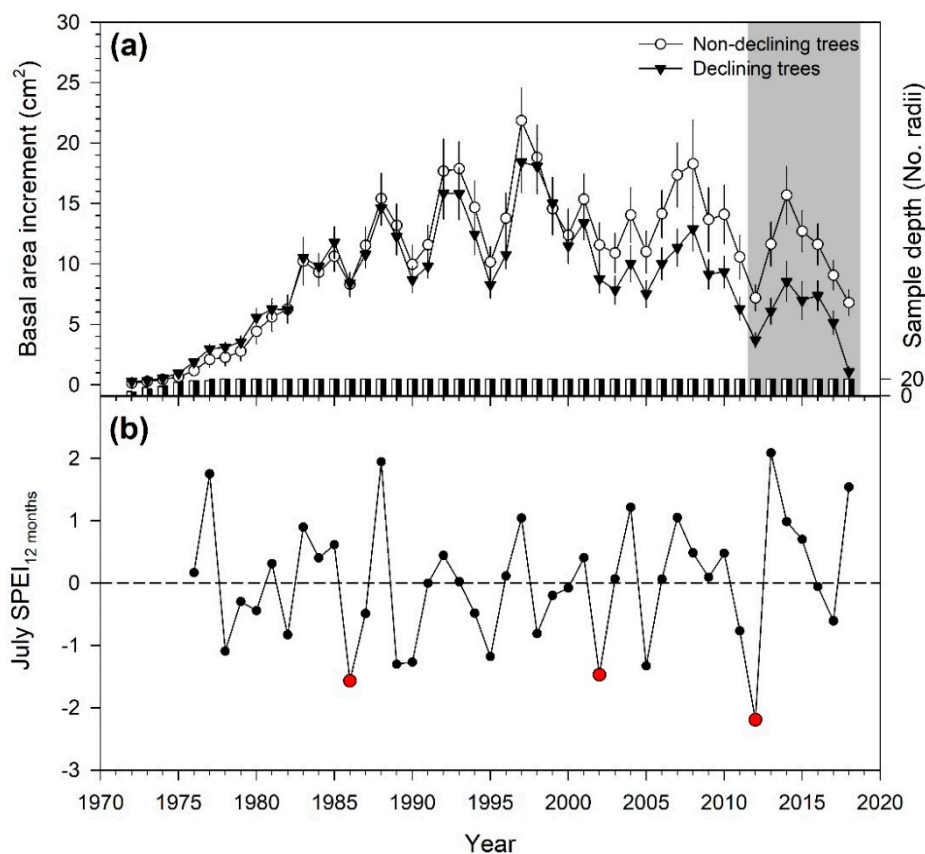 (a)
Non-declining trees
Declining trees
Basal area increment (cm²)
30
25
20
15
10
5
0
Sample depth (No. radii)
20
0
(b)
July SPEI₁₂ ₘₒₙₜₕₛ
2
1
0
-1
-2
-3
1970 1975 1980 1985 1990 1995 2000 2005 2010 2015 2020
Year